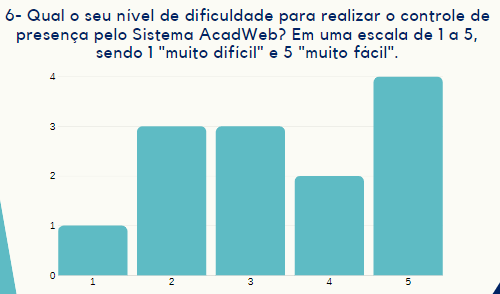 6- Qual o seu nível de dificuldade para realizar o controle de
presença pelo Sistema AcadWeb? Em uma escala de 1 a 5,
sendo 1 "muito difícil" e 5 "muito fácil".
4
3
2
1
0
1 2 3 4 5